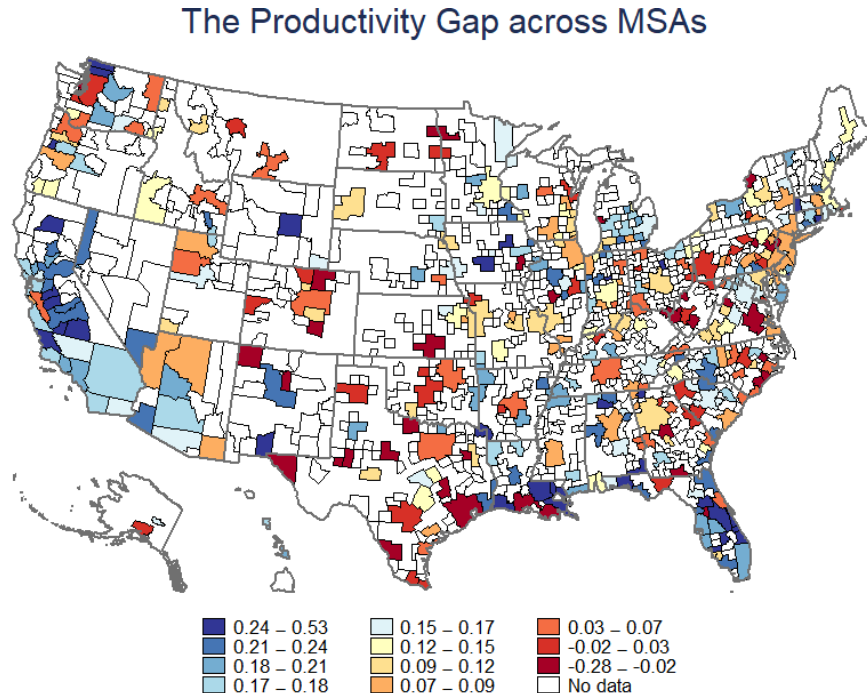 The Productivity Gap across MSAs
0.24 – 0.53
0.21 – 0.24
0.18 – 0.21
0.17 – 0.18
0.15 – 0.17
0.12 – 0.15
0.09 – 0.12
0.07 – 0.09
0.03 – 0.07
-0.02 – 0.03
-0.28 – -0.02
No data